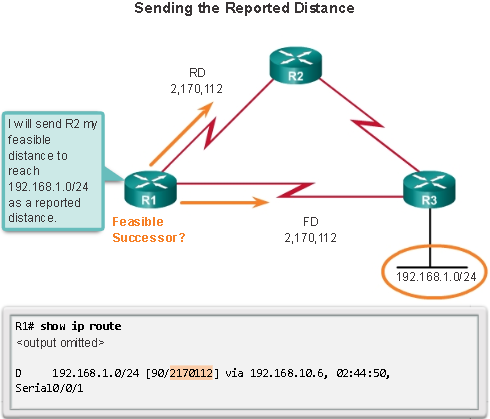 Sending the Reported Distance
RD
2,170,112
R2
I will send R2 my
feasible
distance to
reach
192.168.1.0/24
as a reported
distance.
R1
R3
Feasible
Successor?
FD
2,170,112
192.168.1.0/24
R1# show ip route
<output omitted>
D 192.168.1.0/24 [90/2170112] via 192.168.10.6, 02:44:50,
Serial0/0/1